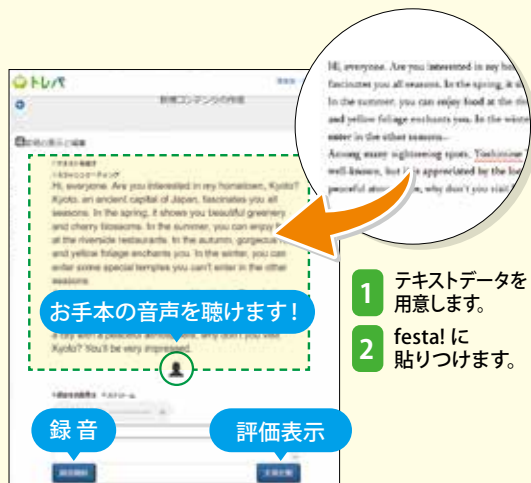 トレパ
新規コンテンツの作成
Hi, everyone. Are you interested in my hometown, Kyoto?
Kyoto, an ancient capital of Japan, fascinates you all
seasons. In the spring, it shows you beautiful greenery
and cherry blossoms. In the summer, you can enjoy
at the riverside restaurants. In the autumn, gorgeous
and yellow foliage enchants you. In the winter, you can
enter some special temples you can't enter in the other
seasons.
お手本の音声を聴けます！
a day with a peaceful atmosphere, why don't you visit
Kyoto? You'll be very impressed.
録音
評価表示
Hi, everyone. Are you interested in my
fascinates you all seasons. In the spring, it
In the summer, you can enjoy food at the
and yellow foliage enchants you. In the
enter in the other seasons.
Among many sightseeing spots,
well-known, but is appreciated by the
peaceful why don't you visit
1 テキストデータを
用意します。
2 festa! に
貼りつけます。